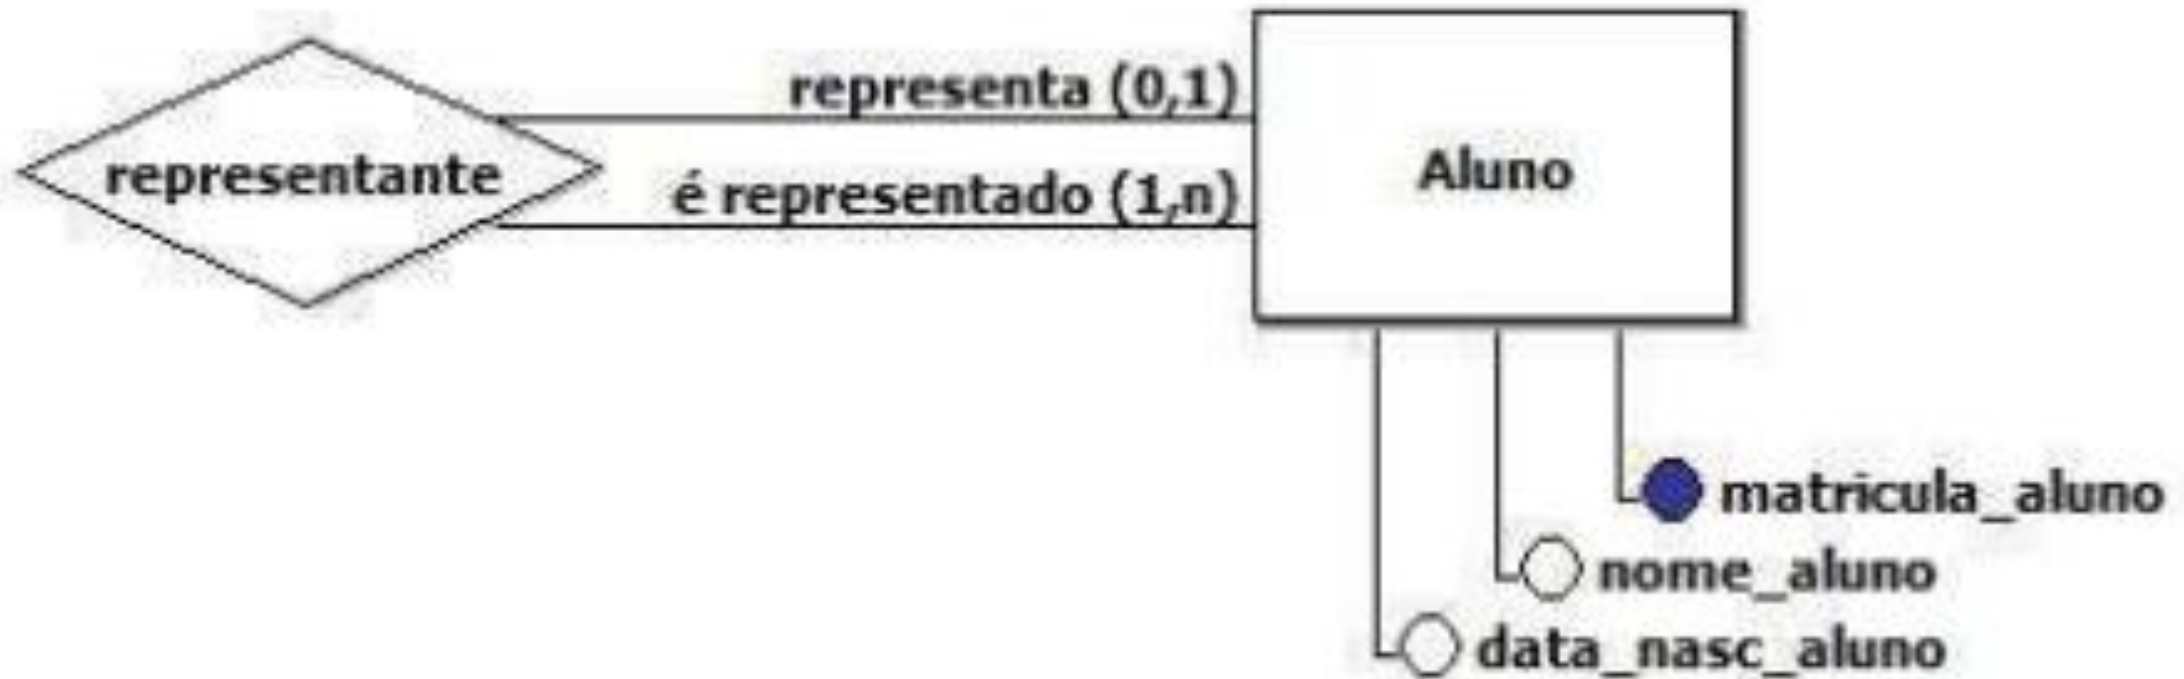 representa (0,1)
representante
Aluno
é representado (1,n)
matricula_aluno
nome_aluno
data_nasc_aluno